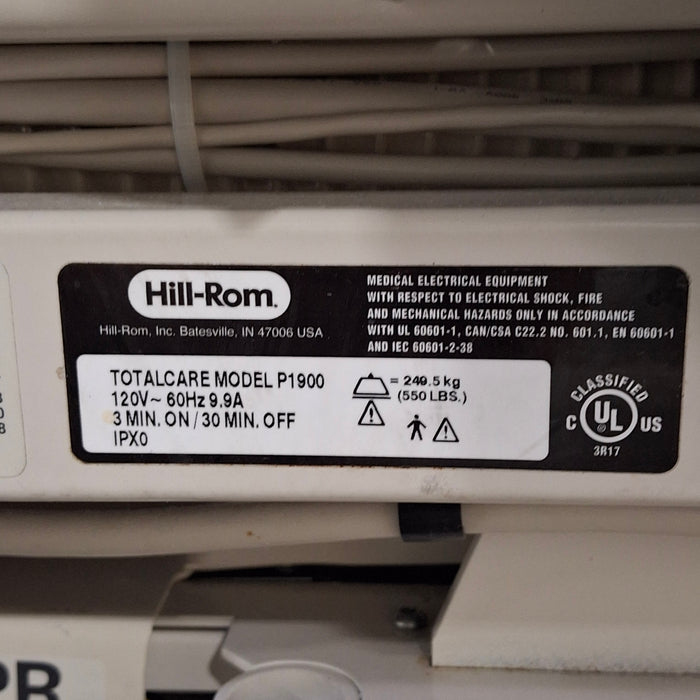 Hill-Rom
Hill-Rom, Inc. Batesville, IN 47006 USA
MEDICAL ELECTRICAL EQUIPMENT
WITH RESPECT TO ELECTRICAL SHOCK, FIRE
AND MECHANICAL HAZARDS ONLY IN ACCORDANCE
WITH UL 60601-1, CAN/CSA C22.2 NO. 601.1, EN 60601-1
AND IEC 60601-2-38
TOTALCARE MODEL P1900
120V~ 60Hz 9.9A
3 MIN. ON / 30 MIN. OFF
IPX0
= 249.5 kg
(550 LBS.)
CLASSIFIED
C UL US
3R17
PR